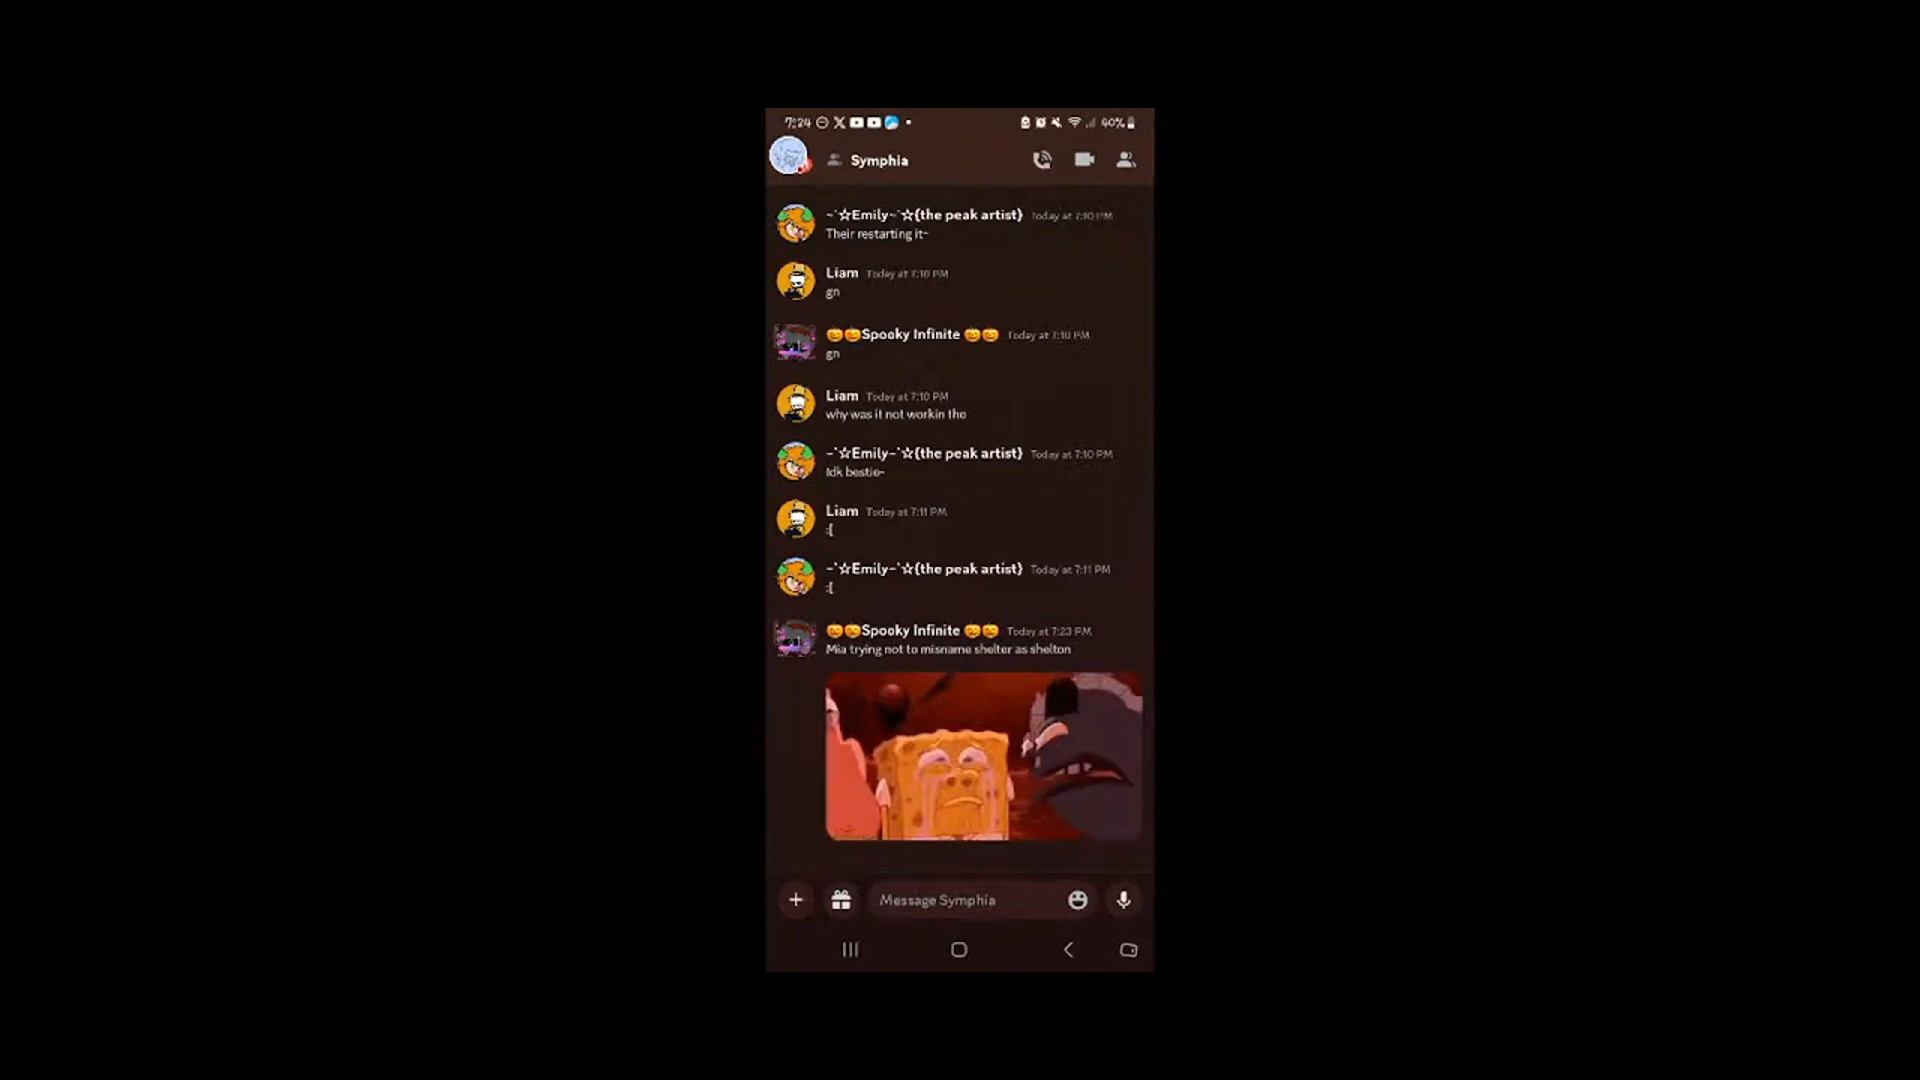 7:24 40%
Symphia
~`☆Emily~`☆{the peak artist} Today at 7:10 PM
Their restarting it~
Liam Today at 7:10 PM
gn
🎃🎃Spooky Infinite 🎃🎃 Today at 7:10 PM
gn
Liam Today at 7:10 PM
why was it not workin tho
~`☆Emily~`☆{the peak artist} Today at 7:10 PM
Idk bestie~
Liam Today at 7:11 PM
:[
~`☆Emily~`☆{the peak artist} Today at 7:11 PM
:[
🎃🎃Spooky Infinite 🎃🎃 Today at 7:23 PM
Mia trying not to misname shelter as shelton
Message Symphia